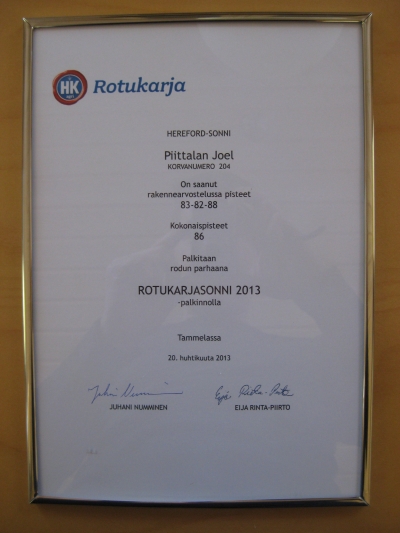 HK
Rotukarja
HEREFORD-SONNI
Piittalan Joel
KORVANUMERO 204
On saanut
rakennearvostelussa pisteet
83-82-88
Kokonaispisteet
86
Palkitaan
rodun parhaana
ROTUKARJASONNI 2013
-palkinnolla
Tammelassa
20. huhtikuuta 2013
JUHANI NUMMINEN EIJA RINTA-PIIRTO